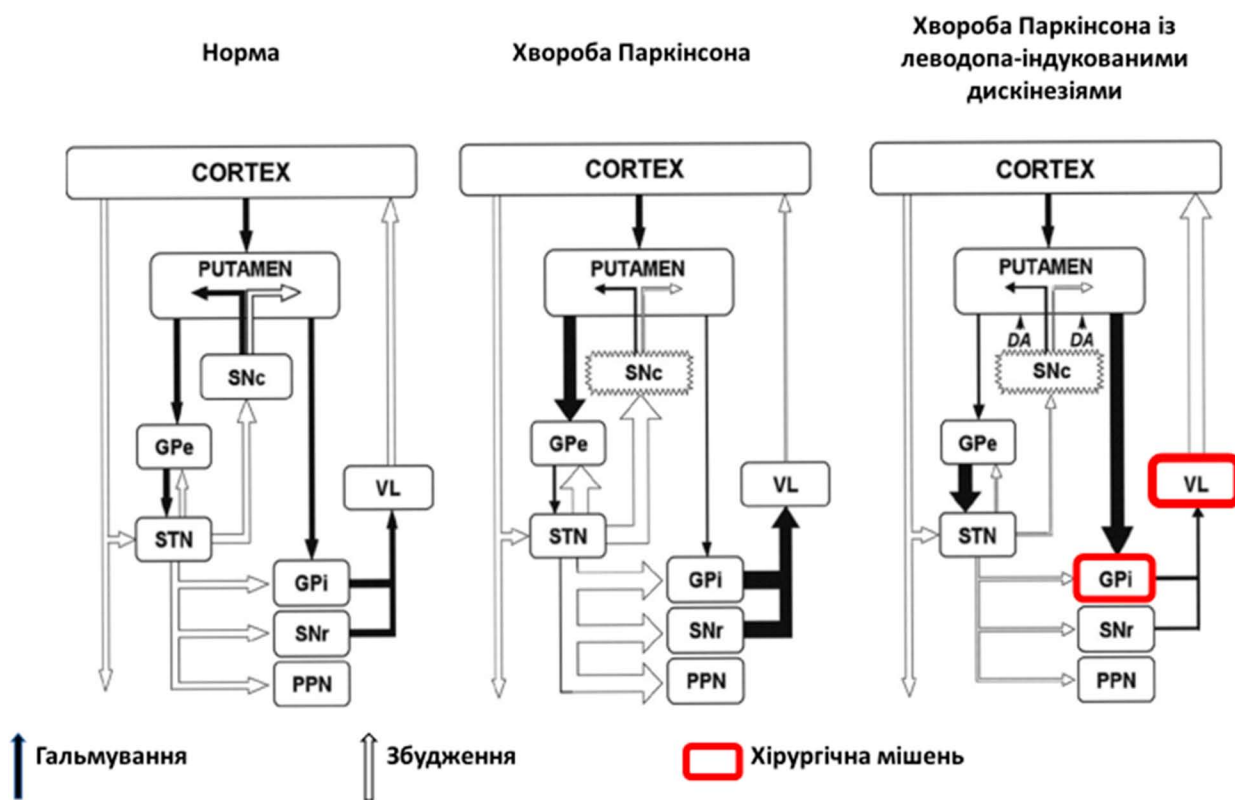 Норма
Хвороба Паркінсона
Хвороба Паркінсона із
леводопа-індукованими
дискінезіями
CORTEX
PUTAMEN
SNc
GPe
VL
STN
GPi
SNr
PPN
CORTEX
PUTAMEN
SNc
GPe
VL
STN
GPi
SNr
PPN
CORTEX
PUTAMEN
DA DA
SNc
GPe
VL
STN
GPi
SNr
PPN
Гальмування
Збудження
Хірургічна мішень